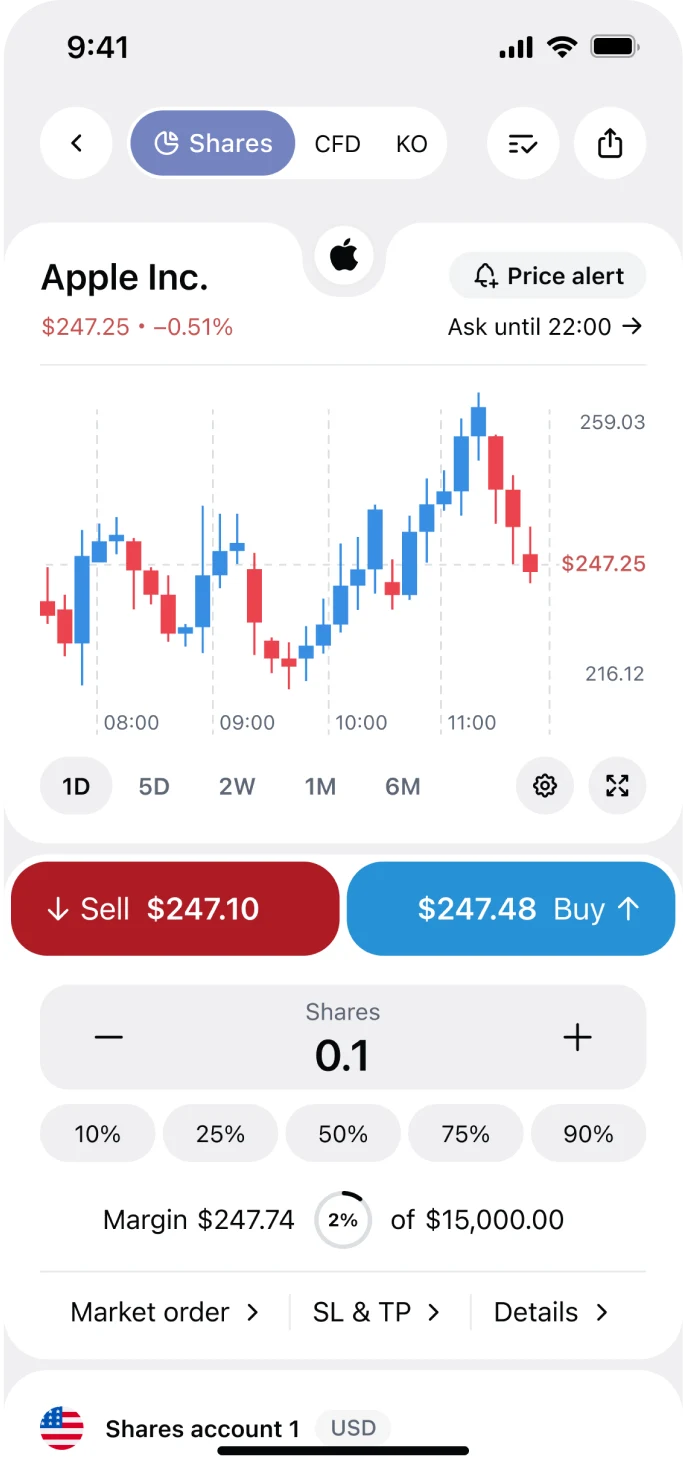 9:41
Shares CFD KO
Apple Inc.
Price alert
$247.25 • –0.51%
Ask until 22:00 →
259.03
$247.25
216.12
08:00 09:00 10:00 11:00
1D 5D 2W 1M 6M
↓ Sell $247.10
$247.48 Buy ↑
Shares
— 0.1 +
10% 25% 50% 75% 90%
Margin $247.74 2% of $15,000.00
Market order > SL & TP > Details >
Shares account 1 USD